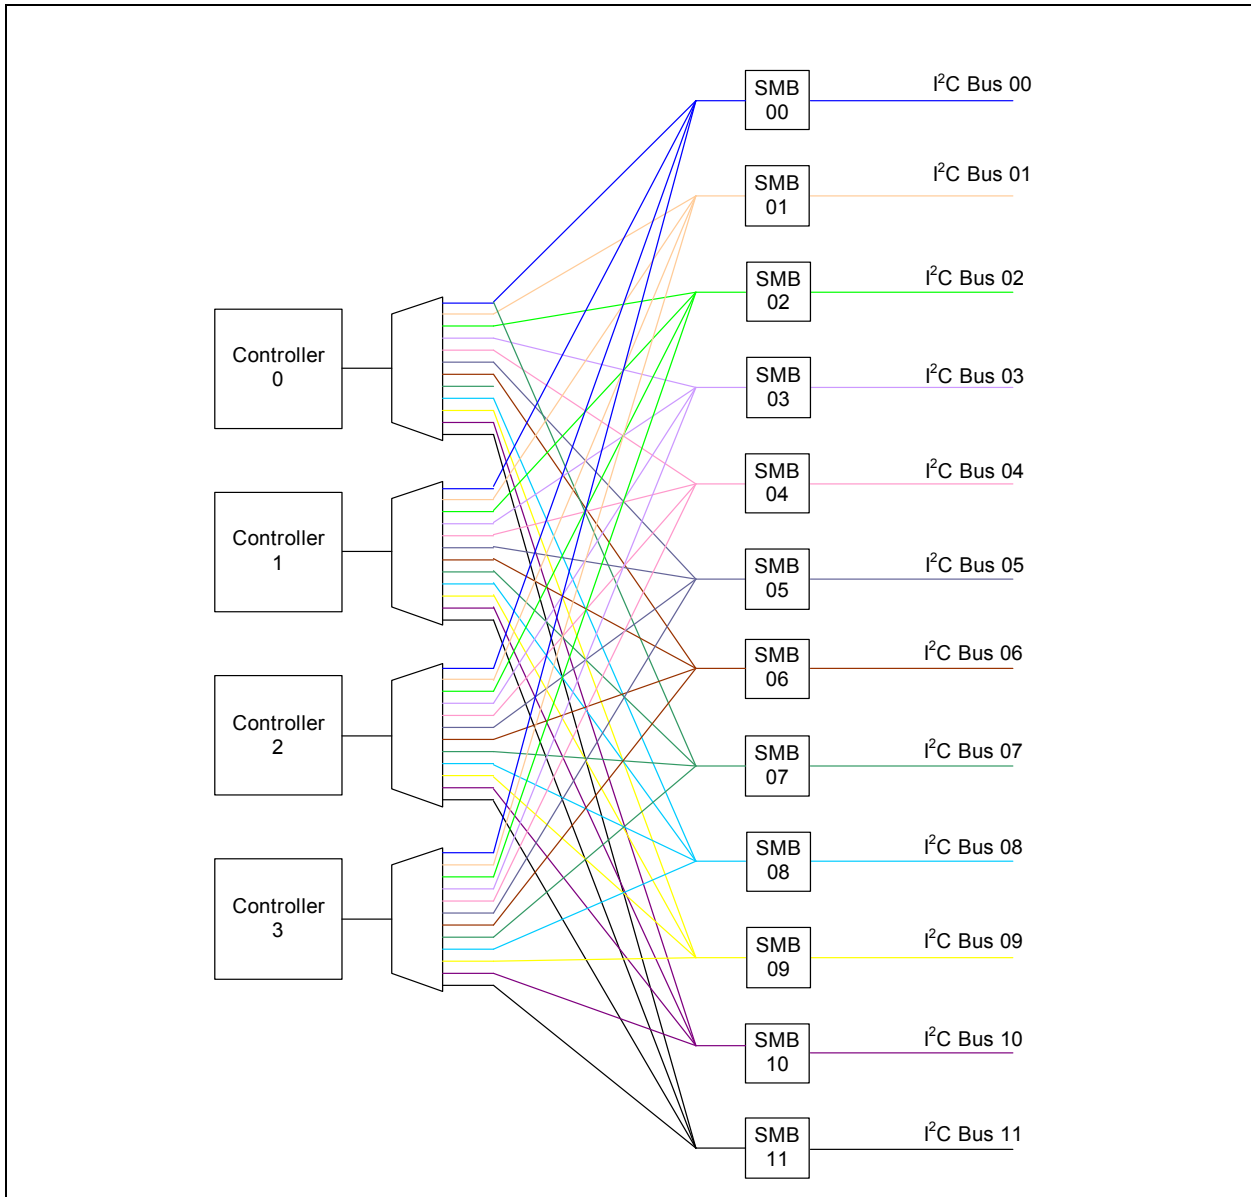 SMB
00
I²C Bus 00
SMB
01
I²C Bus 01
SMB
02
I²C Bus 02
Controller
0
SMB
03
I²C Bus 03
SMB
04
I²C Bus 04
Controller
1
SMB
05
I²C Bus 05
SMB
06
I²C Bus 06
Controller
2
SMB
07
I²C Bus 07
SMB
08
I²C Bus 08
Controller
3
SMB
09
I²C Bus 09
SMB
10
I²C Bus 10
SMB
11
I²C Bus 11